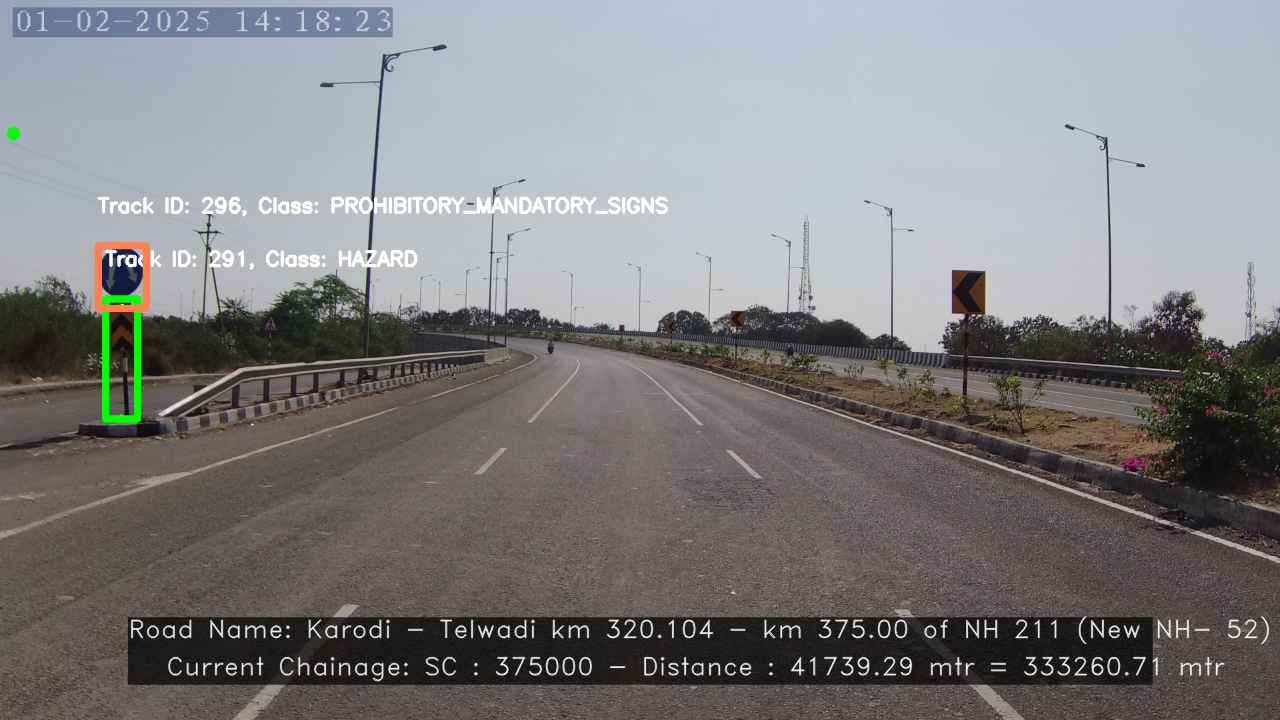 01-02-2025 14:18:23
Track ID: 296, Class: PROHIBITORY_MANDATORY_SIGNS
Track ID: 291, Class: HAZARD
Road Name: Karodi - Telwadi km 320.104 - km 375.00 of NH 211 (New NH- 52)
Current Chainage: SC : 375000 - Distance : 41739.29 mtr = 333260.71 mtr